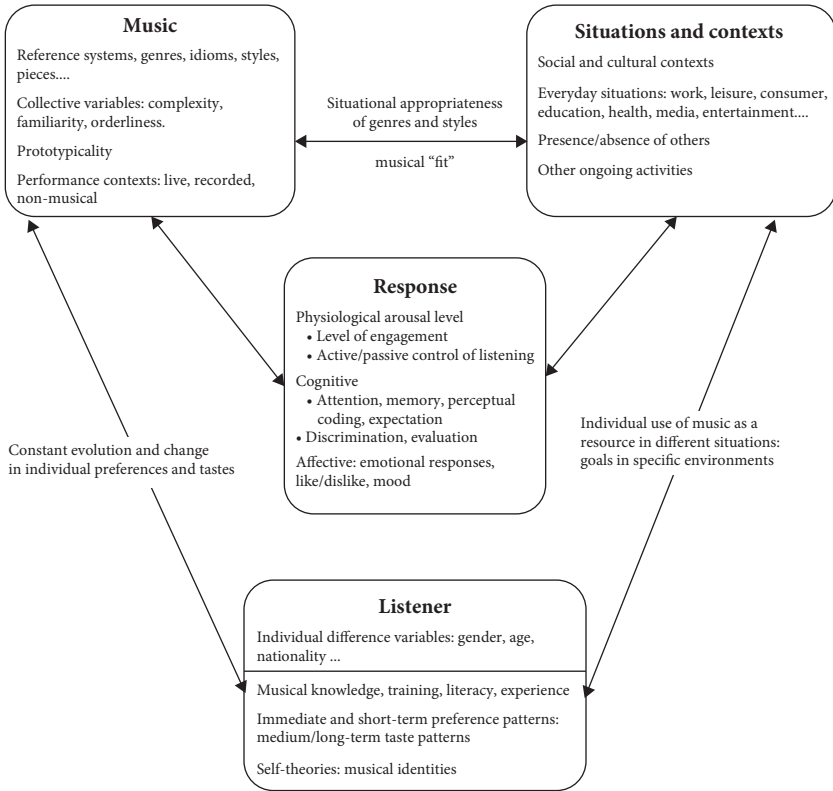 Music
Reference systems, genres, idioms, styles,
pieces....
Collective variables: complexity,
familiarity, orderliness.
Prototypicality
Performance contexts: live, recorded,
non-musical
Situational appropriateness
of genres and styles
musical “fit”
Situations and contexts
Social and cultural contexts
Everyday situations: work, leisure, consumer,
education, health, media, entertainment....
Presence/absence of others
Other ongoing activities
Response
Physiological arousal level
• Level of engagement
• Active/passive control of listening
Cognitive
• Attention, memory, perceptual
coding, expectation
• Discrimination, evaluation
Affective: emotional responses,
like/dislike, mood
Constant evolution and change
in individual preferences and tastes
Individual use of music as a
resource in different situations:
goals in specific environments
Listener
Individual difference variables: gender, age,
nationality ...
Musical knowledge, training, literacy, experience
Immediate and short-term preference patterns:
medium/long-term taste patterns
Self-theories: musical identities